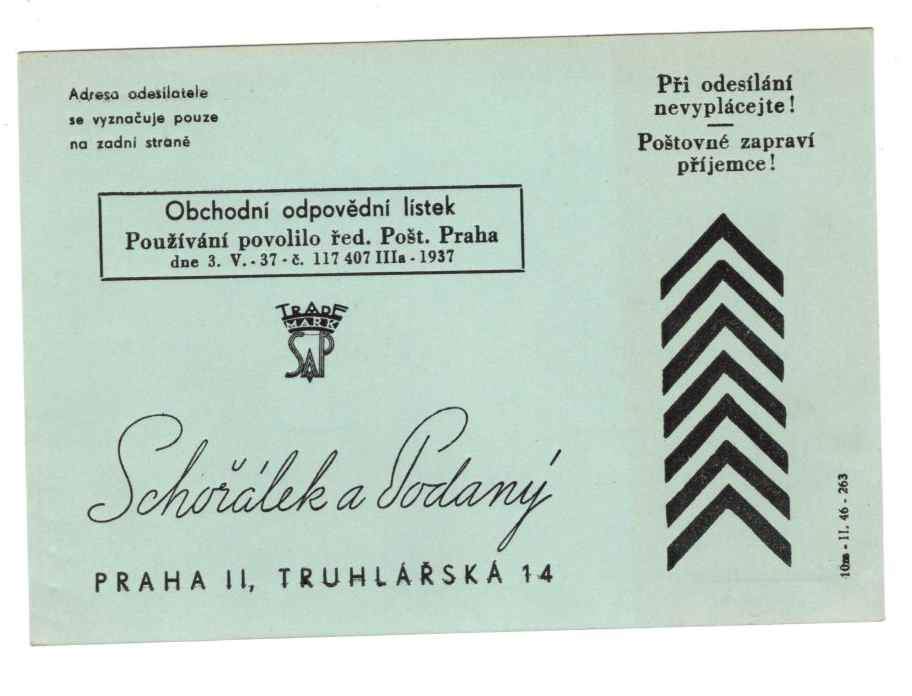 Adresa odesilatele
se vyznačuje pouze
na zadní straně
Při odesílání
nevyplácejte!
Poštovné zapraví
příjemce!
Obchodní odpovědní lístek
Používání povolilo řed. Pošt. Praha
dne 3. V. - 37 - č. 117 407 IIIa - 1937
TRADE
MARK
SAP
Schořálek a Podaný
PRAHA II, TRUHLÁŘSKÁ 14
10m - II. 46 - 263